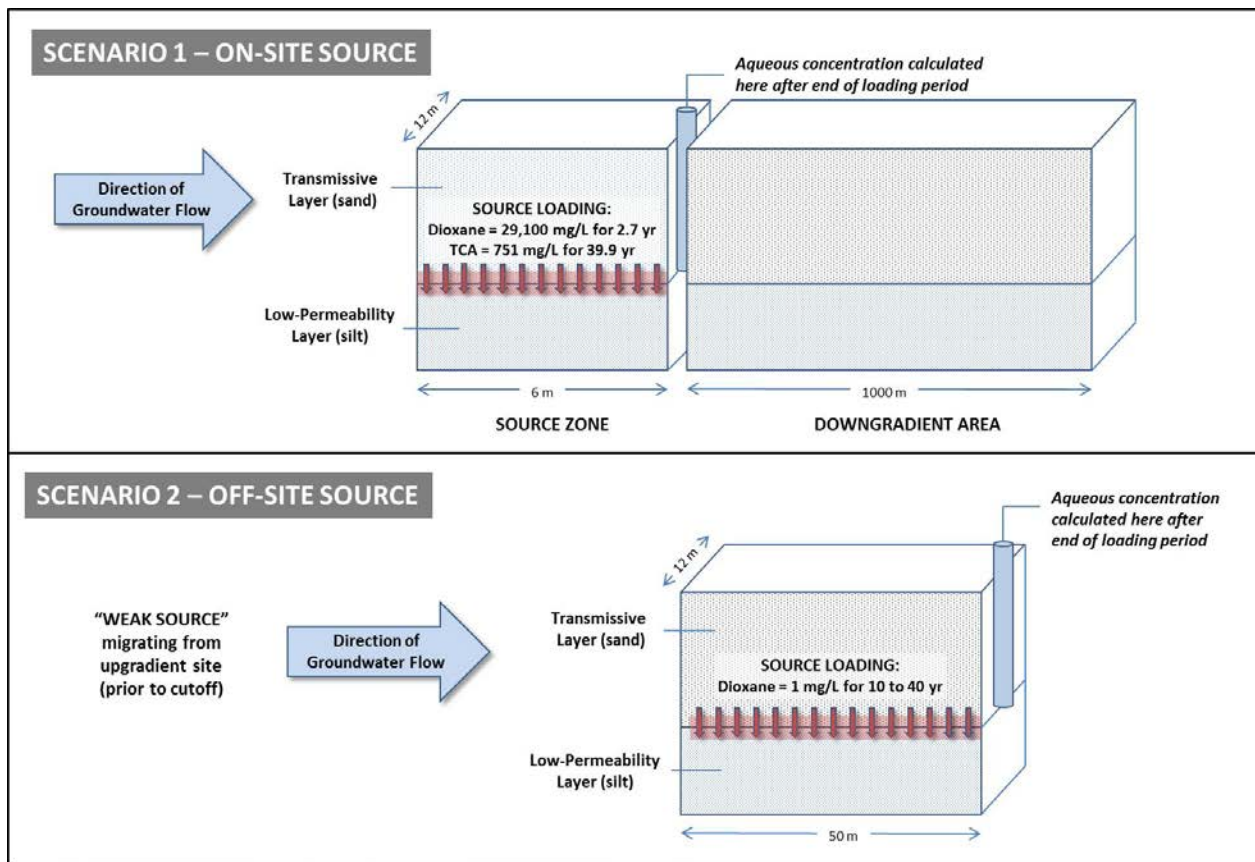 SCENARIO 1 – ON-SITE SOURCE
Aqueous concentration calculated
here after end of loading period
12 m
Direction of
Groundwater Flow
Transmissive
Layer (sand)
SOURCE LOADING:
Dioxane = 29,100 mg/L for 2.7 yr
TCA = 751 mg/L for 39.9 yr
Low-Permeability
Layer (silt)
6 m
1000 m
SOURCE ZONE
DOWNGRADIENT AREA
SCENARIO 2 – OFF-SITE SOURCE
Aqueous concentration
calculated here after
end of loading period
12 m
"WEAK SOURCE"
migrating from
upgradient site
(prior to cutoff)
Direction of
Groundwater Flow
Transmissive
Layer (sand)
SOURCE LOADING:
Dioxane = 1 mg/L for 10 to 40 yr
Low-Permeability
Layer (silt)
50 m